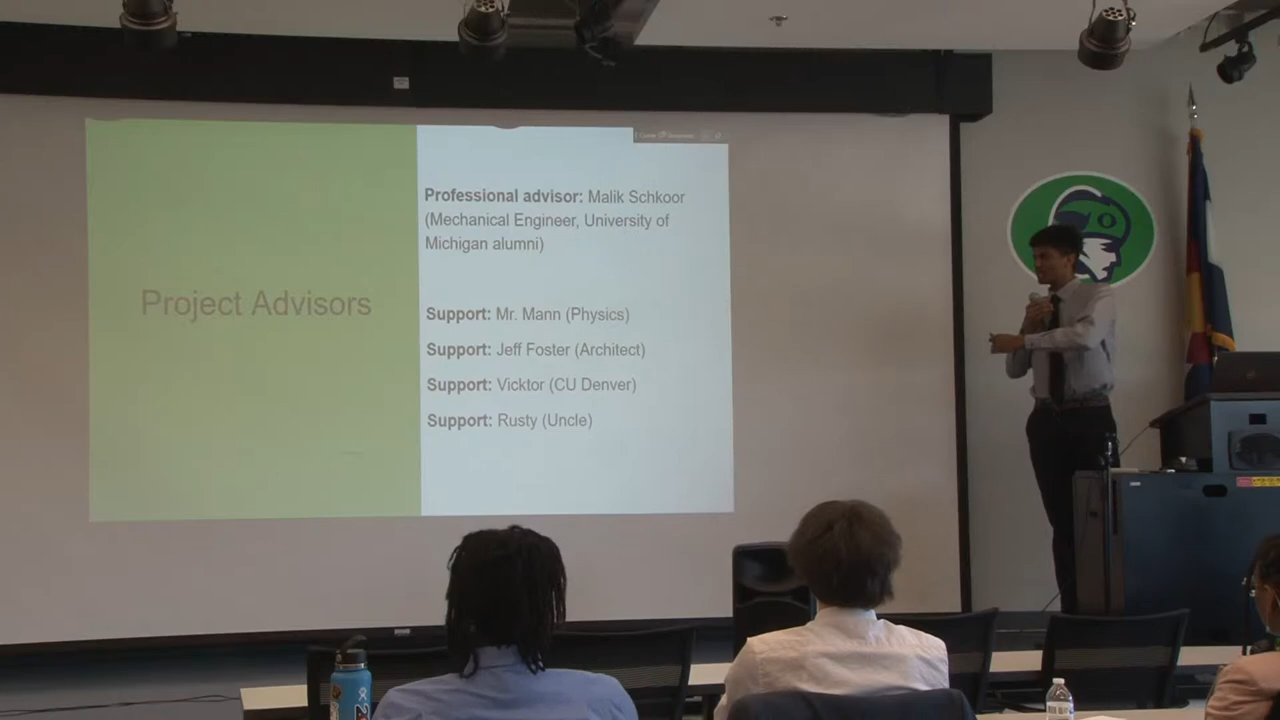 Project Advisors
Professional advisor: Malik Schkoor
(Mechanical Engineer, University of
Michigan alumni)
Support: Mr. Mann (Physics)
Support: Jeff Foster (Architect)
Support: Vicktor (CU Denver)
Support: Rusty (Uncle)